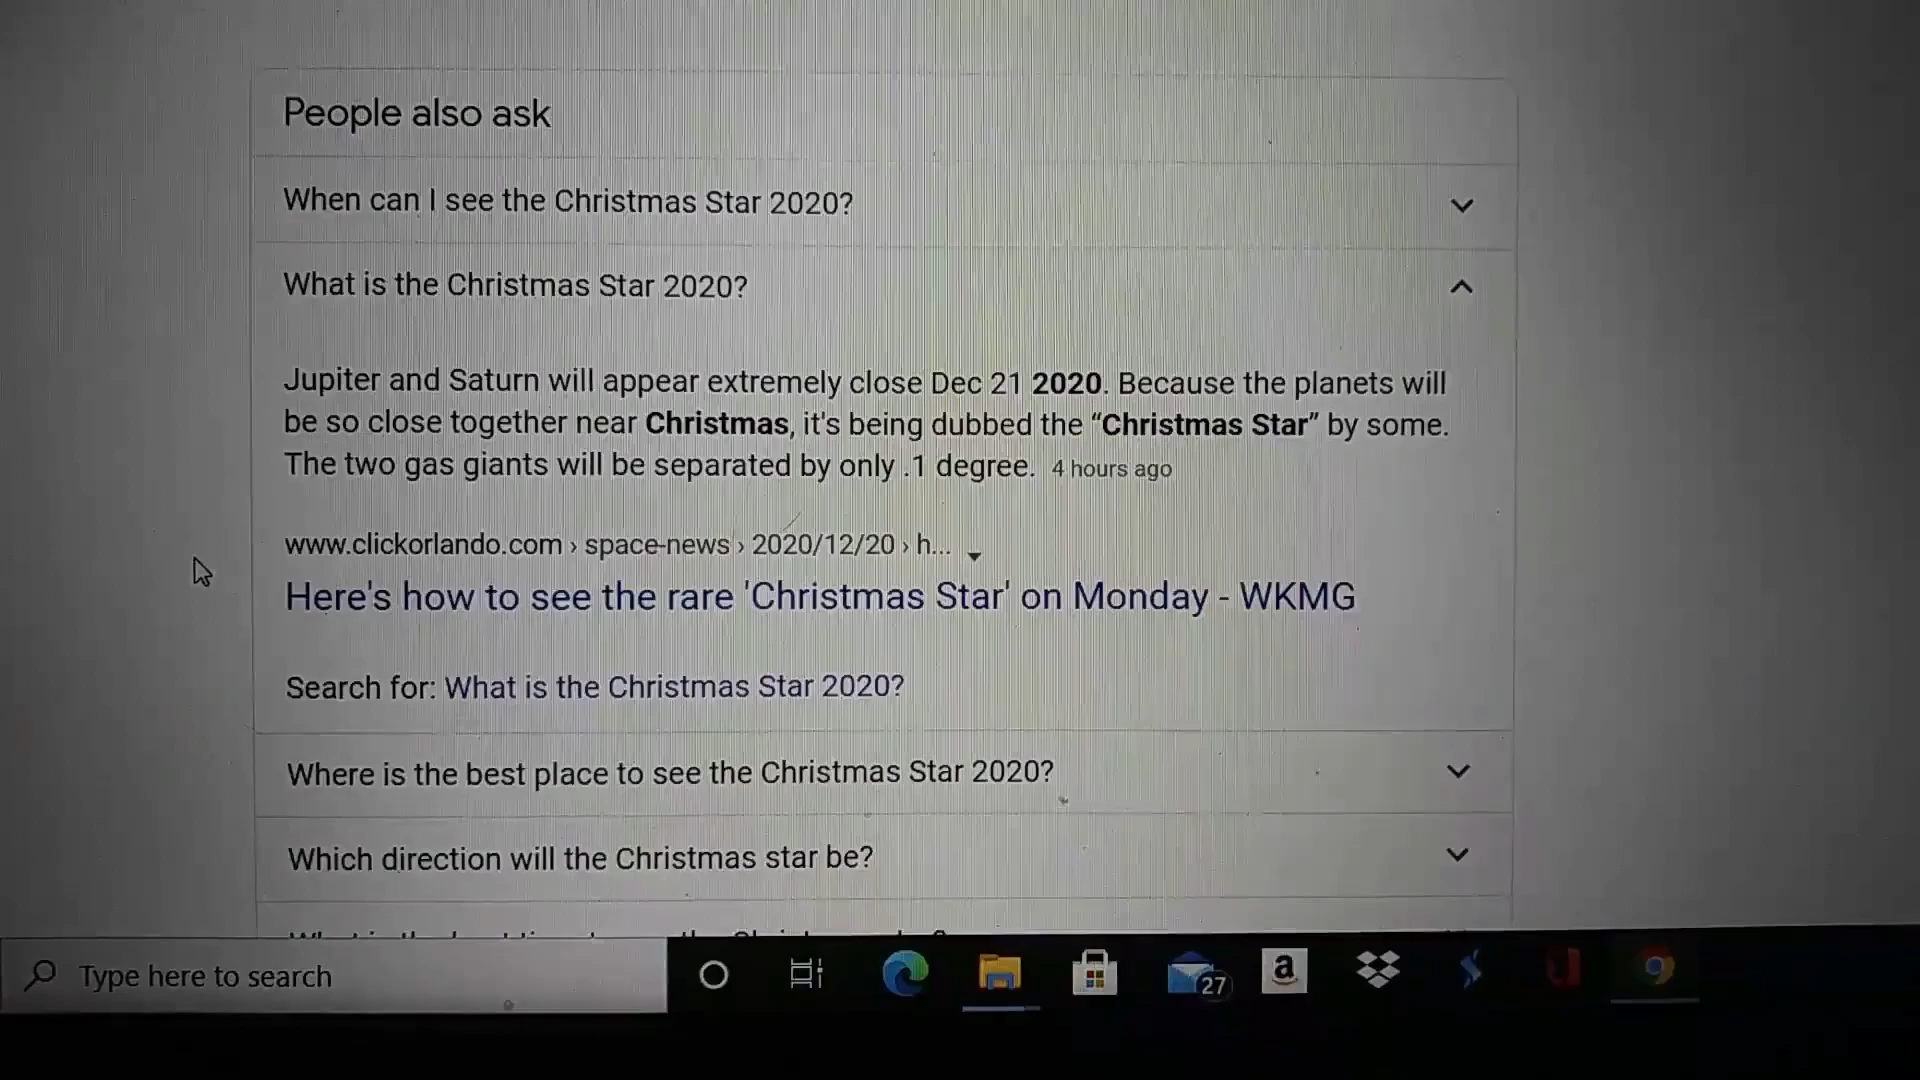 People also ask
When can I see the Christmas Star 2020?
What is the Christmas Star 2020?
Jupiter and Saturn will appear extremely close Dec 21 2020. Because the planets will
be so close together near Christmas, it's being dubbed the “Christmas Star” by some.
The two gas giants will be separated by only .1 degree. 4 hours ago
www.clickorlando.com › space-news › 2020/12/20 › h...
Here's how to see the rare 'Christmas Star' on Monday - WKMG
Search for: What is the Christmas Star 2020?
Where is the best place to see the Christmas Star 2020?
Which direction will the Christmas star be?
Type here to search
27
a